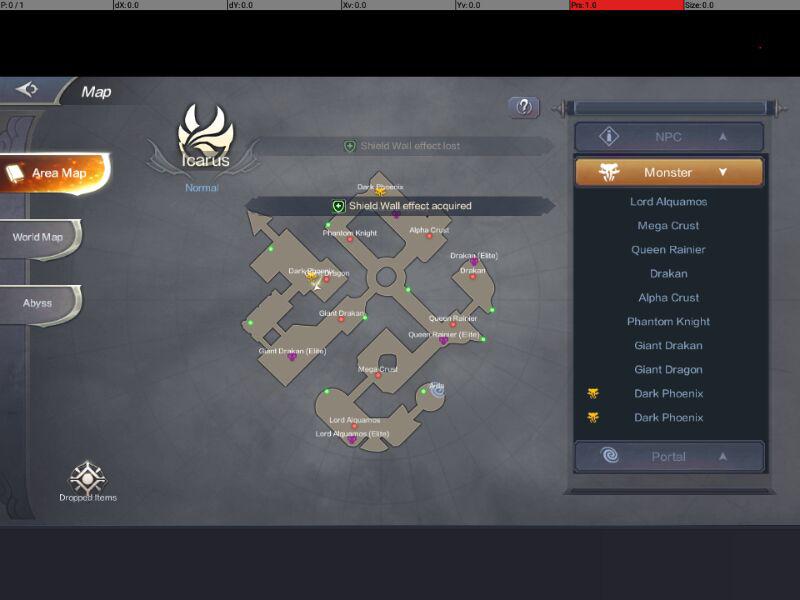 P: 0 / 1 dX: 0.0 dY: 0.0 Xv: 0.0 Yv: 0.0 Prs: 1.0 Size: 0.0
Map
Icarus
Normal
Area Map
World Map
Abyss
Dropped Items
Shield Wall effect lost
Dark Phoenix
Shield Wall effect acquired
Phantom Knight
Alpha Crust
Drakan (Elite)
Drakan
Dark Phoenix
Dragon
Giant Drakan
Queen Rainier
Queen Rainier (Elite)
Giant Drakan (Elite)
Mega Crust
Lord Alquamos
Lord Alquamos (Elite)
NPC
Monster
Lord Alquamos
Mega Crust
Queen Rainier
Drakan
Alpha Crust
Phantom Knight
Giant Drakan
Giant Dragon
Dark Phoenix
Dark Phoenix
Portal